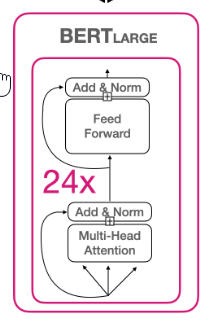 BERTLARGE
Add & Norm
Feed
Forward
24x
Add & Norm
Multi-Head
Attention